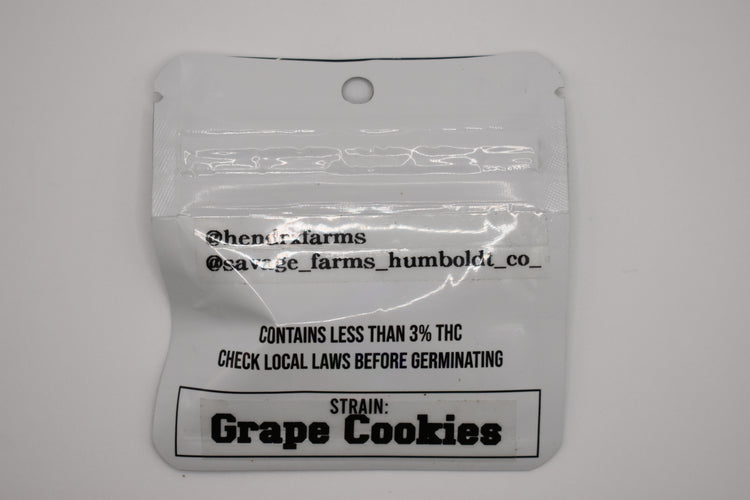 @hendrxfarms
@savage_farms_humboldt_co_
CONTAINS LESS THAN 3% THC
CHECK LOCAL LAWS BEFORE GERMINATING
STRAIN:
Grape Cookies